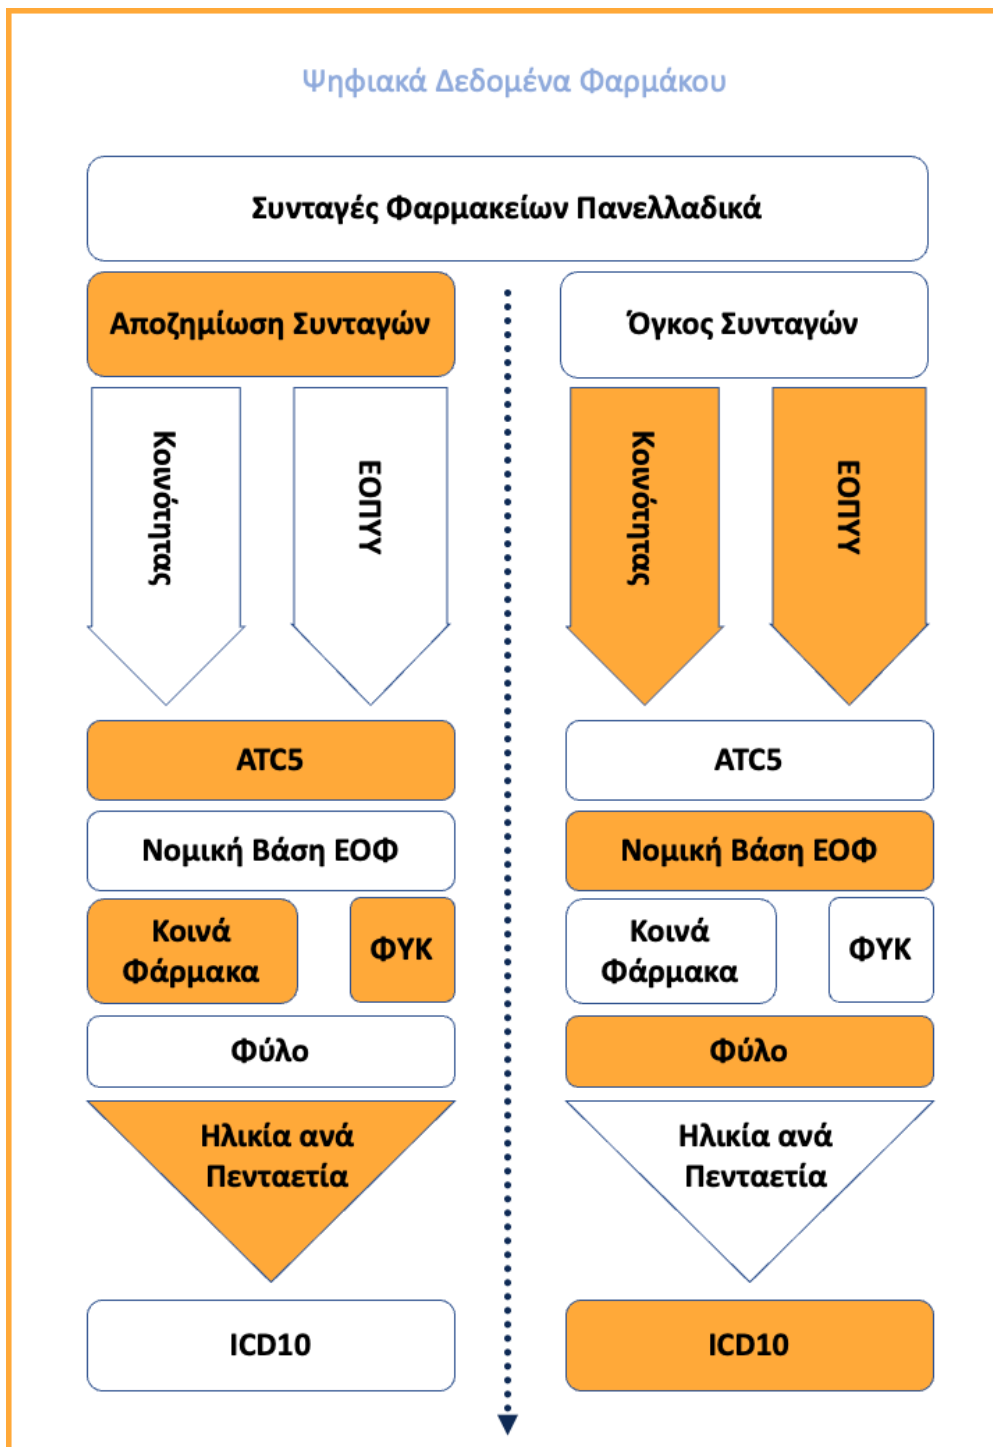 Ψηφιακά Δεδομένα Φαρμάκου
Συνταγές Φαρμακείων Πανελλαδικά
Αποζημίωση Συνταγών
Όγκος Συνταγών
Κοινότητας
ΕΟΠΥΥ
Κοινότητας
ΕΟΠΥΥ
ATC5
ATC5
Νομική Βάση ΕΟΦ
Νομική Βάση ΕΟΦ
Κοινά
Φάρμακα
ΦΥΚ
Κοινά
Φάρμακα
ΦΥΚ
Φύλο
Φύλο
Ηλικία ανά
Πενταετία
Ηλικία ανά
Πενταετία
ICD10
ICD10